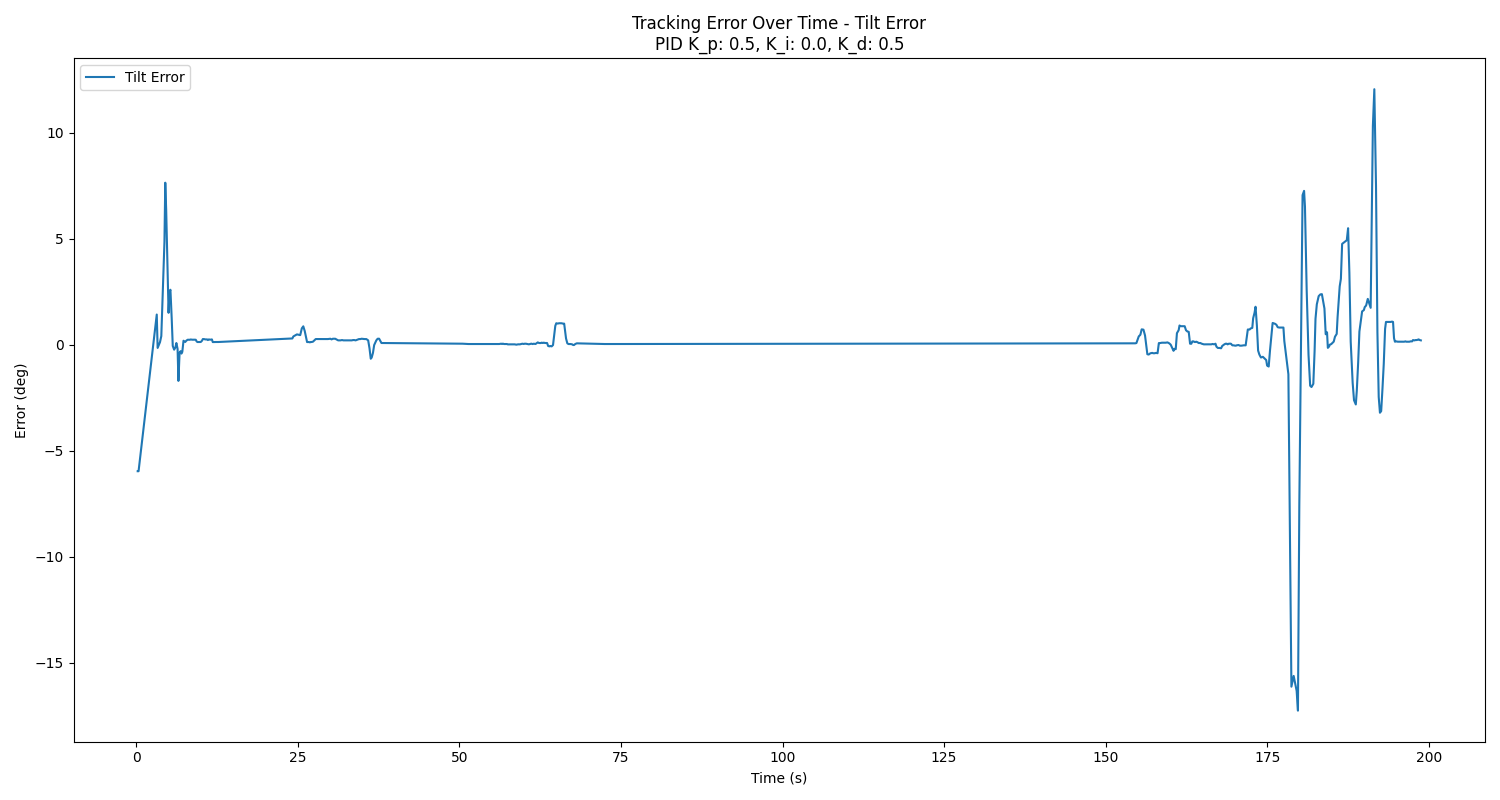 Tracking Error Over Time - Tilt Error
PID K_p: 0.5, K_i: 0.0, K_d: 0.5
Tilt Error
10
5
0
−5
−10
−15
Error (deg)
0 25 50 75 100 125 150 175 200
Time (s)